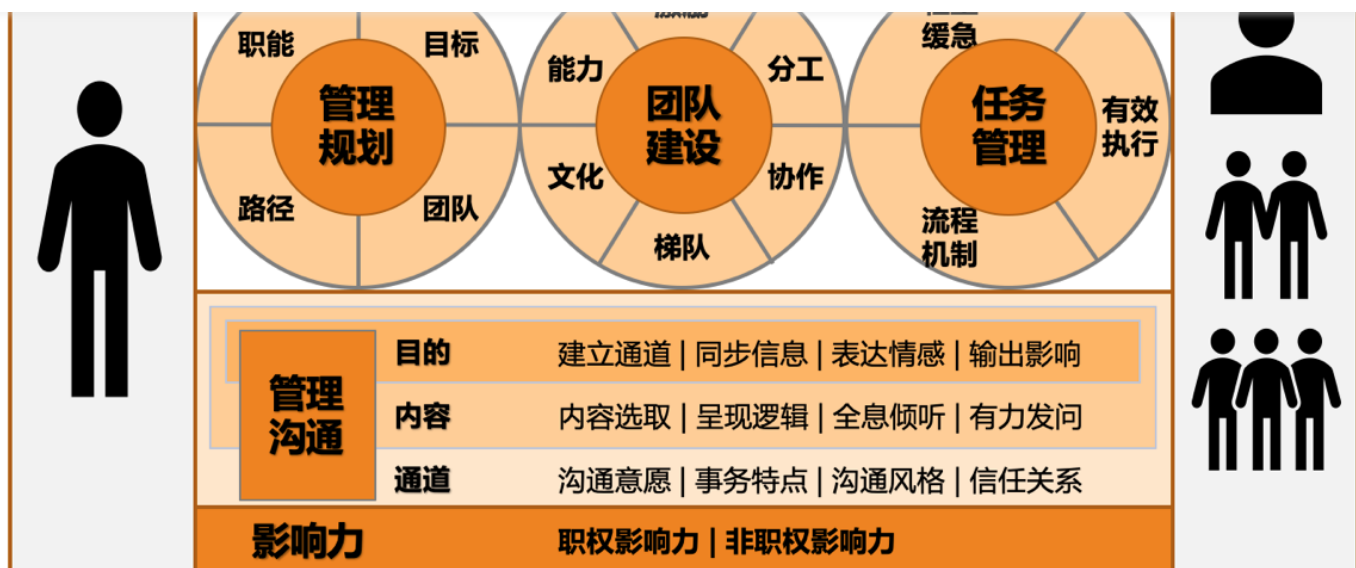 缓急
职能
目标
能力
分工
管理
规划
团队
建设
任务
管理
有效
执行
路径
团队
文化
协作
梯队
流程
机制
管理
沟通
目的
建立通道 | 同步信息 | 表达情感 | 输出影响
内容
内容选取 | 呈现逻辑 | 全息倾听 | 有力发问
通道
沟通意愿 | 事务特点 | 沟通风格 | 信任关系
影响力
职权影响力 | 非职权影响力